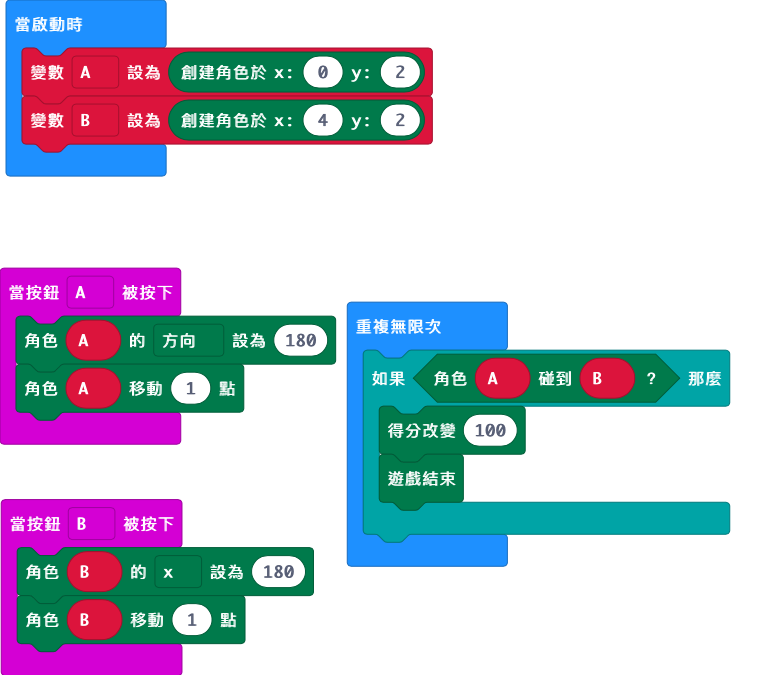 當啟動時
變數 A 設為 創建角色於 x: 0 y: 2
變數 B 設為 創建角色於 x: 4 y: 2
當按鈕 A 被按下
角色 A 的 方向 設為 180
角色 A 移動 1 點
重複無限次
如果 角色 A 碰到 B ? 那麼
得分改變 100
遊戲結束
當按鈕 B 被按下
角色 B 的 x 設為 180
角色 B 移動 1 點